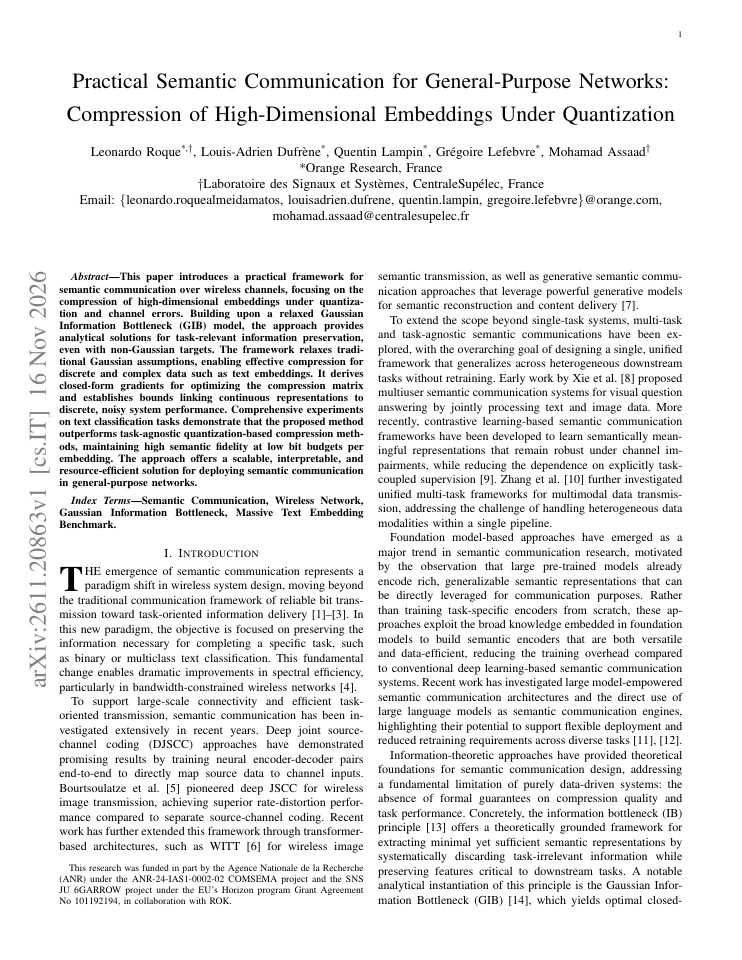 1
Practical Semantic Communication for General-Purpose Networks:
Compression of High-Dimensional Embeddings Under Quantization
Leonardo Roque*,†, Louis-Adrien Dufrène*, Quentin Lampin*, Grégoire Lefebvre*, Mohamad Assaad†
*Orange Research, France
†Laboratoire des Signaux et Systèmes, CentraleSupélec, France
Email: {leonardo.roquealmeidamatos, louisadrien.dufrene, quentin.lampin, gregoire.lefebvre}@orange.com,
mohamad.assaad@centralesupelec.fr
arXiv:2611.20863v1 [cs.IT] 16 Nov 2026
Abstract—This paper introduces a practical framework for
semantic communication over wireless channels, focusing on the
compression of high-dimensional embeddings under quantiza-
tion and channel errors. Building upon a relaxed Gaussian
Information Bottleneck (GIB) model, the approach provides
analytical solutions for task-relevant information preservation,
even with non-Gaussian targets. The framework relaxes tradi-
tional Gaussian assumptions, enabling effective compression for
discrete and complex data such as text embeddings. It derives
closed-form gradients for optimizing the compression matrix
and establishes bounds linking continuous representations to
discrete, noisy system performance. Comprehensive experiments
on text classification tasks demonstrate that the proposed method
outperforms task-agnostic quantization-based compression meth-
ods, maintaining high semantic fidelity at low bit budgets per
embedding. The approach offers a scalable, interpretable, and
resource-efficient solution for deploying semantic communication
in general-purpose networks.
Index Terms—Semantic Communication, Wireless Network,
Gaussian Information Bottleneck, Massive Text Embedding
Benchmark.
I. Introduction
THE emergence of semantic communication represents a
paradigm shift in wireless system design, moving beyond
the traditional communication framework of reliable bit trans-
mission toward task-oriented information delivery [1]–[3]. In
this new paradigm, the objective is focused on preserving the
information necessary for completing a specific task, such
as binary or multiclass text classification. This fundamental
change enables dramatic improvements in spectral efficiency,
particularly in bandwidth-constrained wireless networks [4].
To support large-scale connectivity and efficient task-
oriented transmission, semantic communication has been in-
vestigated extensively in recent years. Deep joint source-
channel coding (DJSCC) approaches have demonstrated
promising results by training neural encoder-decoder pairs
end-to-end to directly map source data to channel inputs.
Bourtsoulatze et al. [5] pioneered deep JSCC for wireless
image transmission, achieving superior rate-distortion perfor-
mance compared to separate source-channel coding. Recent
work has further extended this framework through transformer-
based architectures, such as WITT [6] for wireless image
This research was funded in part by the Agence Nationale de la Recherche
(ANR) under the ANR-24-IAS1-0002-02 COMSEMA project and the SNS
JU 6GARROW project under the EU's Horizon program Grant Agreement
No 101192194, in collaboration with ROK.
semantic transmission, as well as generative semantic commu-
nication approaches that leverage powerful generative models
for semantic reconstruction and content delivery [7].
To extend the scope beyond single-task systems, multi-task
and task-agnostic semantic communications have been ex-
plored, with the overarching goal of designing a single, unified
framework that generalizes across heterogeneous downstream
tasks without retraining. Early work by Xie et al. [8] proposed
multiuser semantic communication systems for visual question
answering by jointly processing text and image data. More
recently, contrastive learning-based semantic communication
frameworks have been developed to learn semantically mean-
ingful representations that remain robust under channel im-
pairments, while reducing the dependence on explicitly task-
coupled supervision [9]. Zhang et al. [10] further investigated
unified multi-task frameworks for multimodal data transmis-
sion, addressing the challenge of handling heterogeneous data
modalities within a single pipeline.
Foundation model-based approaches have emerged as a
major trend in semantic communication research, motivated
by the observation that large pre-trained models already
encode rich, generalizable semantic representations that can
be directly leveraged for communication purposes. Rather
than training task-specific encoders from scratch, these ap-
proaches exploit the broad knowledge embedded in foundation
models to build semantic encoders that are both versatile
and data-efficient, reducing the training overhead compared
to conventional deep learning-based semantic communication
systems. Recent work has investigated large model-empowered
semantic communication architectures and the direct use of
large language models as semantic communication engines,
highlighting their potential to support flexible deployment and
reduced retraining requirements across diverse tasks [11], [12].
Information-theoretic approaches have provided theoretical
foundations for semantic communication design, addressing
a fundamental limitation of purely data-driven systems: the
absence of formal guarantees on compression quality and
task performance. Concretely, the information bottleneck (IB)
principle [13] offers a theoretically grounded framework for
extracting minimal yet sufficient semantic representations by
systematically discarding task-irrelevant information while
preserving features critical to downstream tasks. A notable
analytical instantiation of this principle is the Gaussian Infor-
mation Bottleneck (GIB) [14], which yields optimal closed-